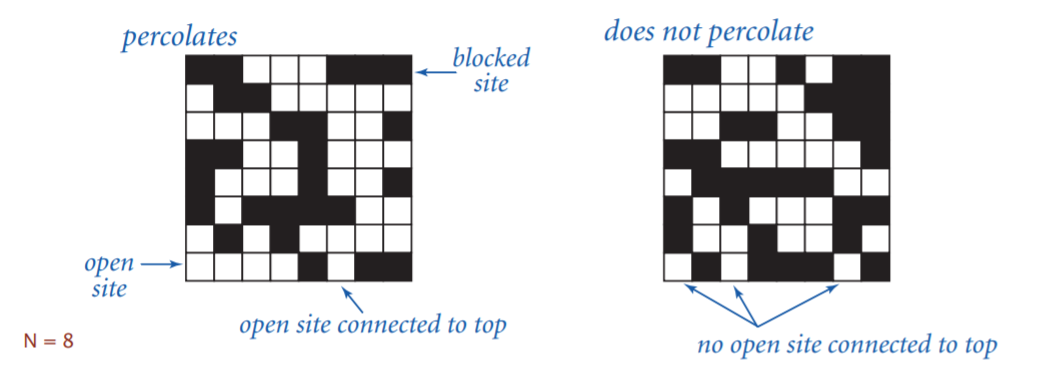 percolates
does not percolate
blocked
site
open
site
open site connected to top
no open site connected to top
N = 8